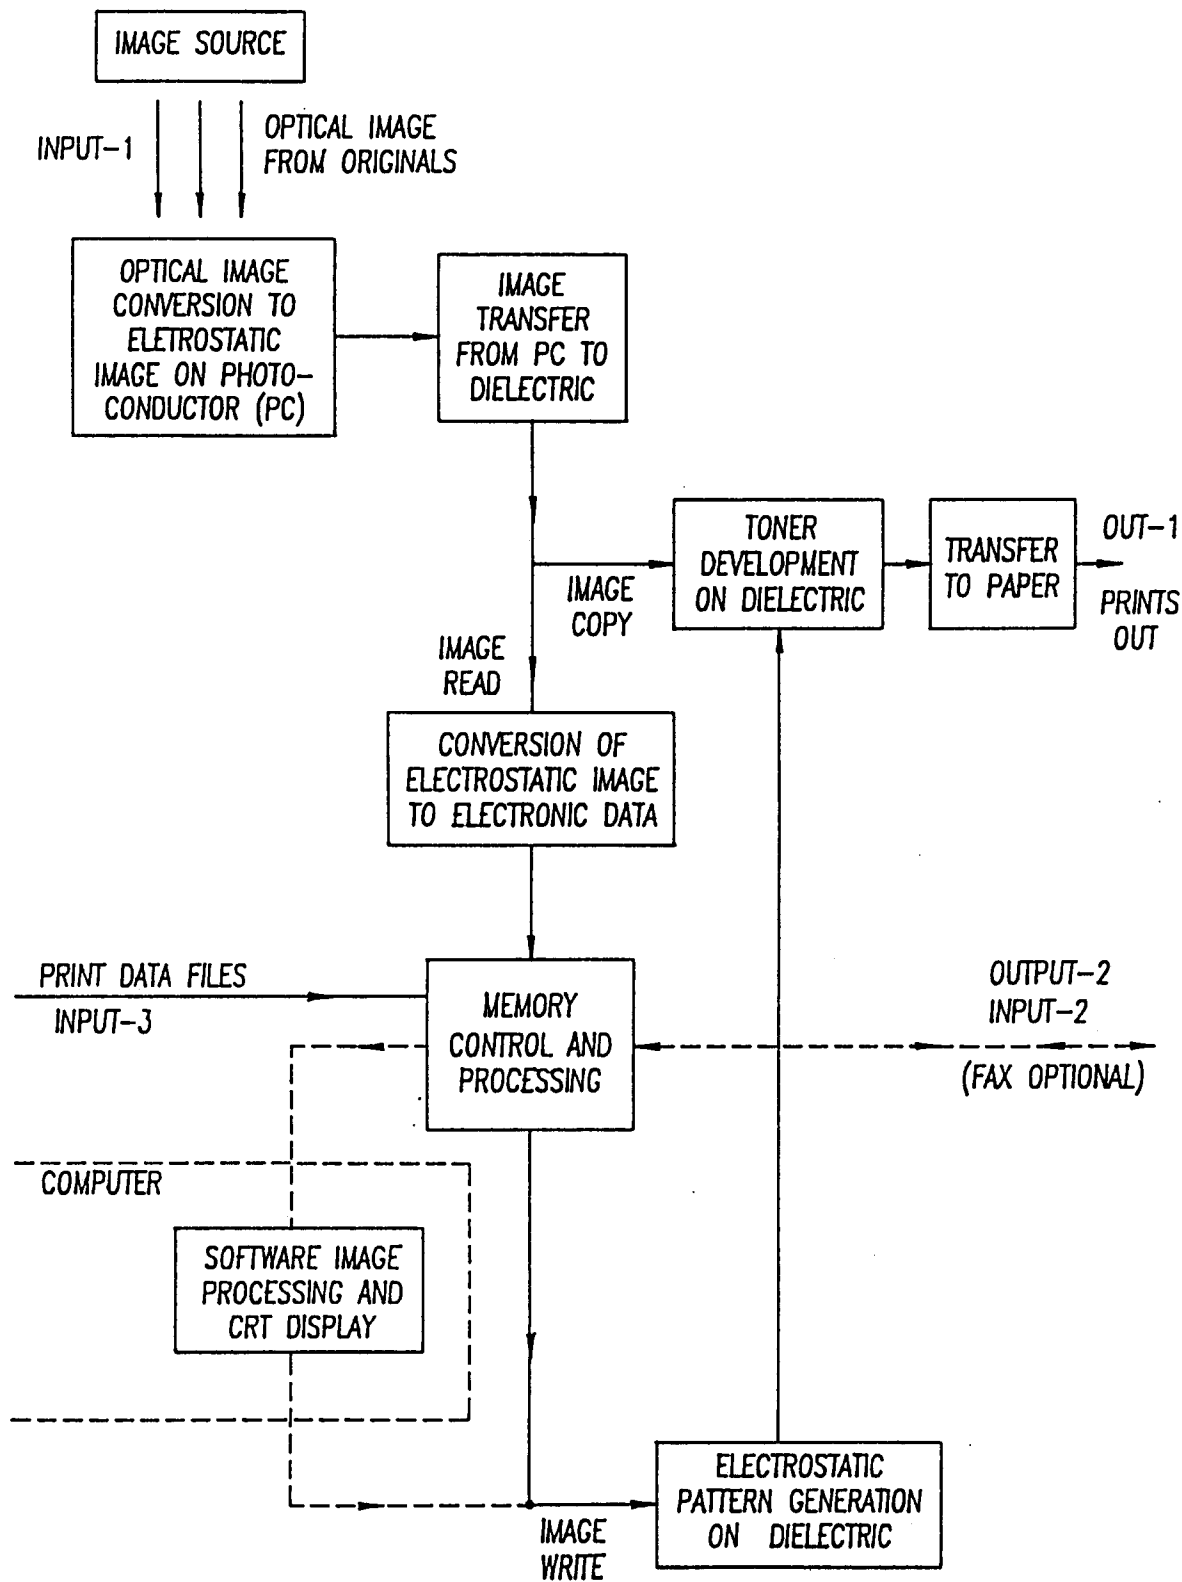 IMAGE SOURCE
INPUT-1
OPTICAL IMAGE
FROM ORIGINALS
OPTICAL IMAGE
CONVERSION TO
ELETROSTATIC
IMAGE ON PHOTO-
CONDUCTOR (PC)
IMAGE
TRANSFER
FROM PC TO
DIELECTRIC
TONER
DEVELOPMENT
ON DIELECTRIC
TRANSFER
TO PAPER
OUT-1
PRINTS
OUT
IMAGE
COPY
IMAGE
READ
CONVERSION OF
ELECTROSTATIC IMAGE
TO ELECTRONIC DATA
PRINT DATA FILES
INPUT-3
MEMORY
CONTROL AND
PROCESSING
OUTPUT-2
INPUT-2
(FAX OPTIONAL)
COMPUTER
SOFTWARE IMAGE
PROCESSING AND
CRT DISPLAY
ELECTROSTATIC
PATTERN GENERATION
ON DIELECTRIC
IMAGE
WRITE